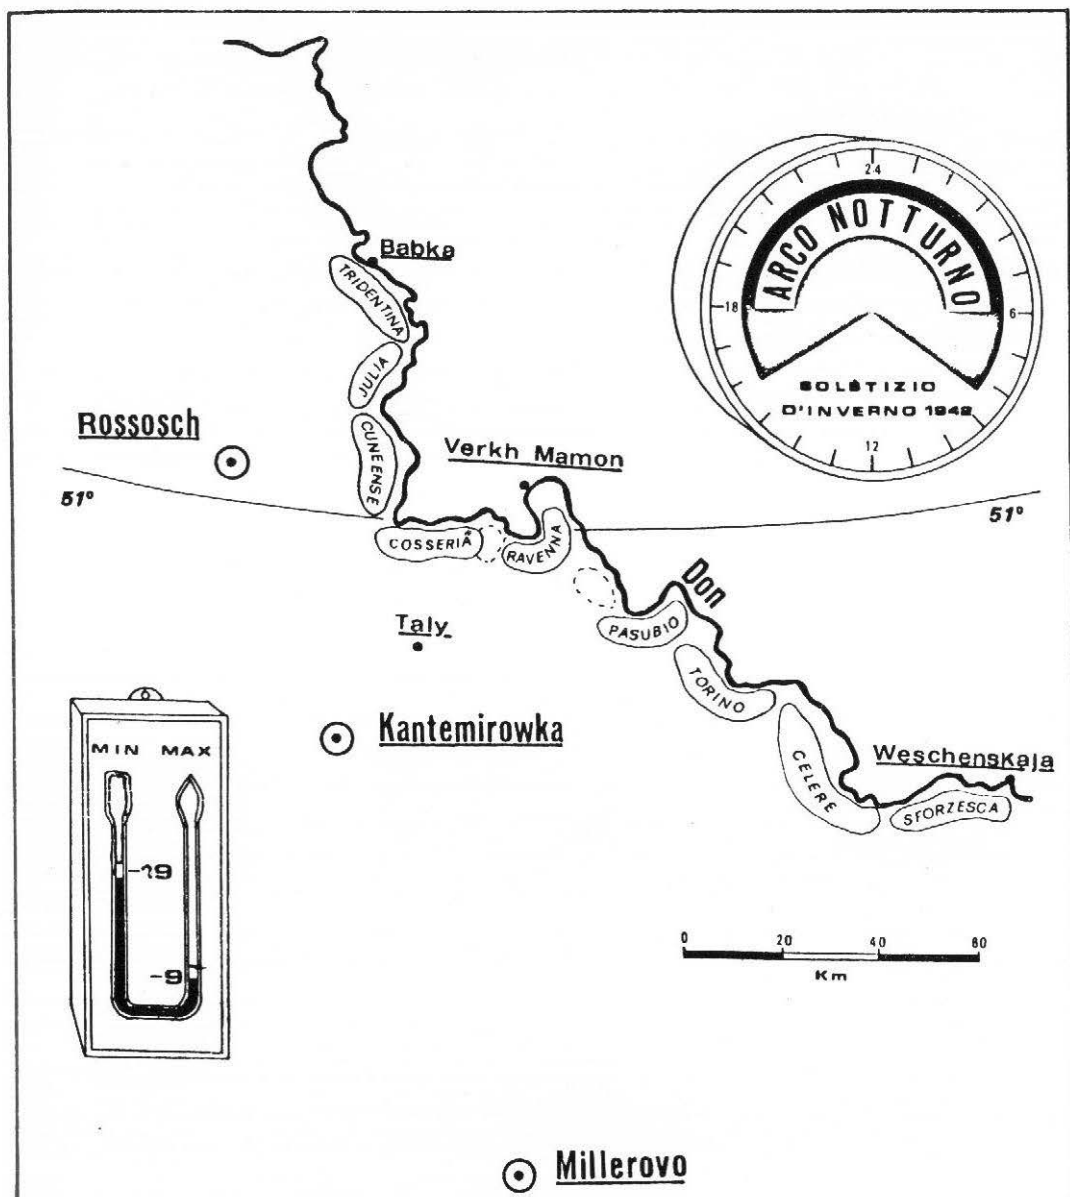 24
ARCO NOTTURNO
18
6
SOLSTIZIO
D'INVERNO 1942
12
Babka
TRIDENTINA
JULIA
Rossosch
CUNEENSE
Verkh Mamon
51°
51°
COSSERIA
RAVENNA
Don
Taly
PASUBIO
TORINO
Kantemirowka
MIN MAX
CELERE
Weschenskaja
SFORZESCA
-9
0 20 40 60
Km
Millerovo